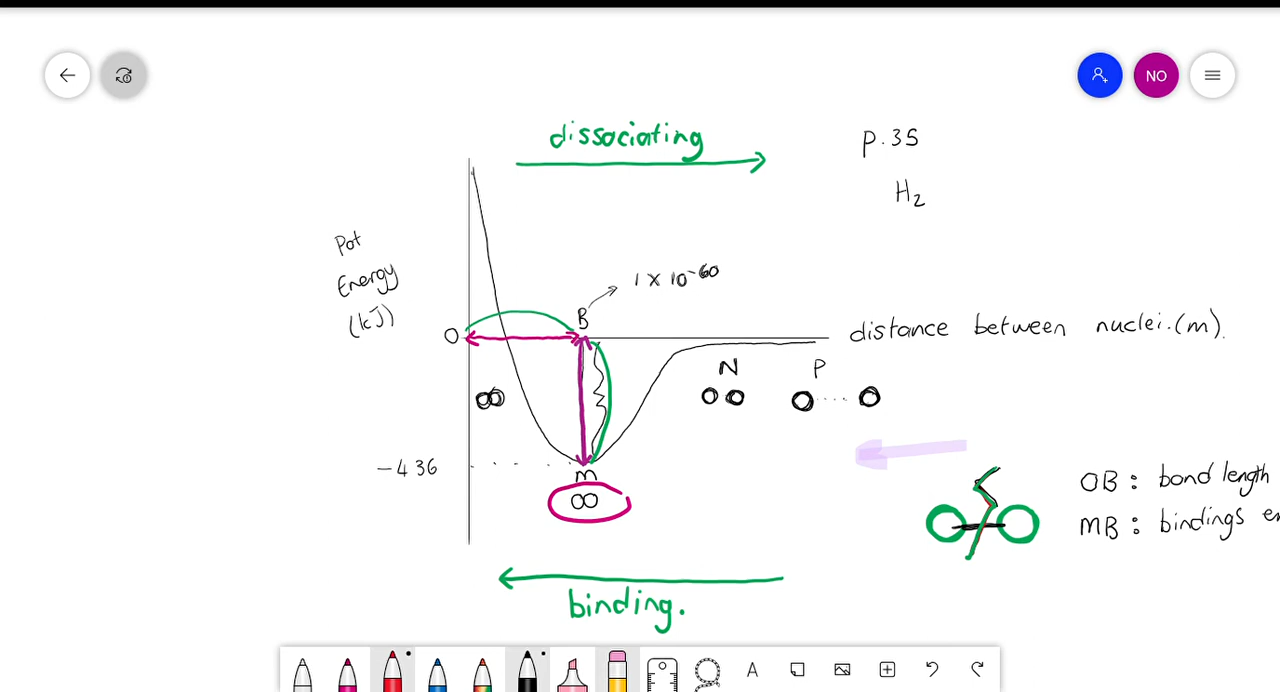 NO
dissociating
p.35
H2
Pot
Energy
(kJ)
1 x 10-60
B
O
distance between nuclei.(m).
N
P
-436
m
OB : bond length
MB : bindings en
binding.
A